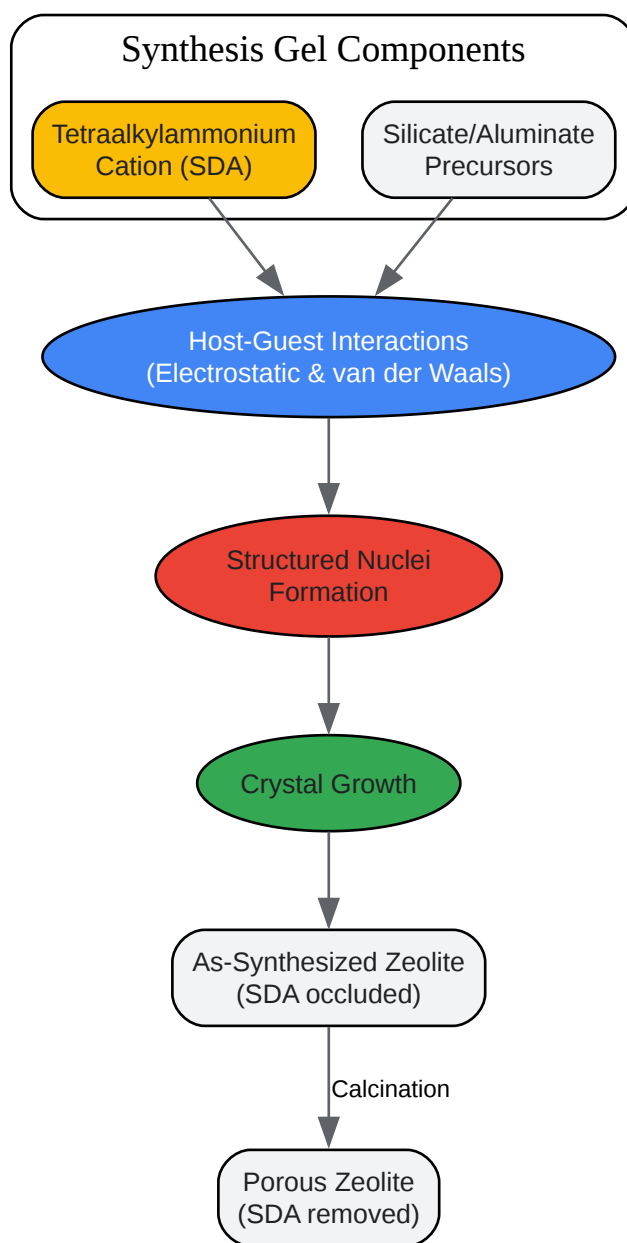 Synthesis Gel Components
Tetraalkylammonium
Cation (SDA)
Silicate/Aluminate
Precursors
Host-Guest Interactions
(Electrostatic & van der Waals)
Structured Nuclei
Formation
Crystal Growth
As-Synthesized Zeolite
(SDA occluded)
Calcination
Porous Zeolite
(SDA removed)